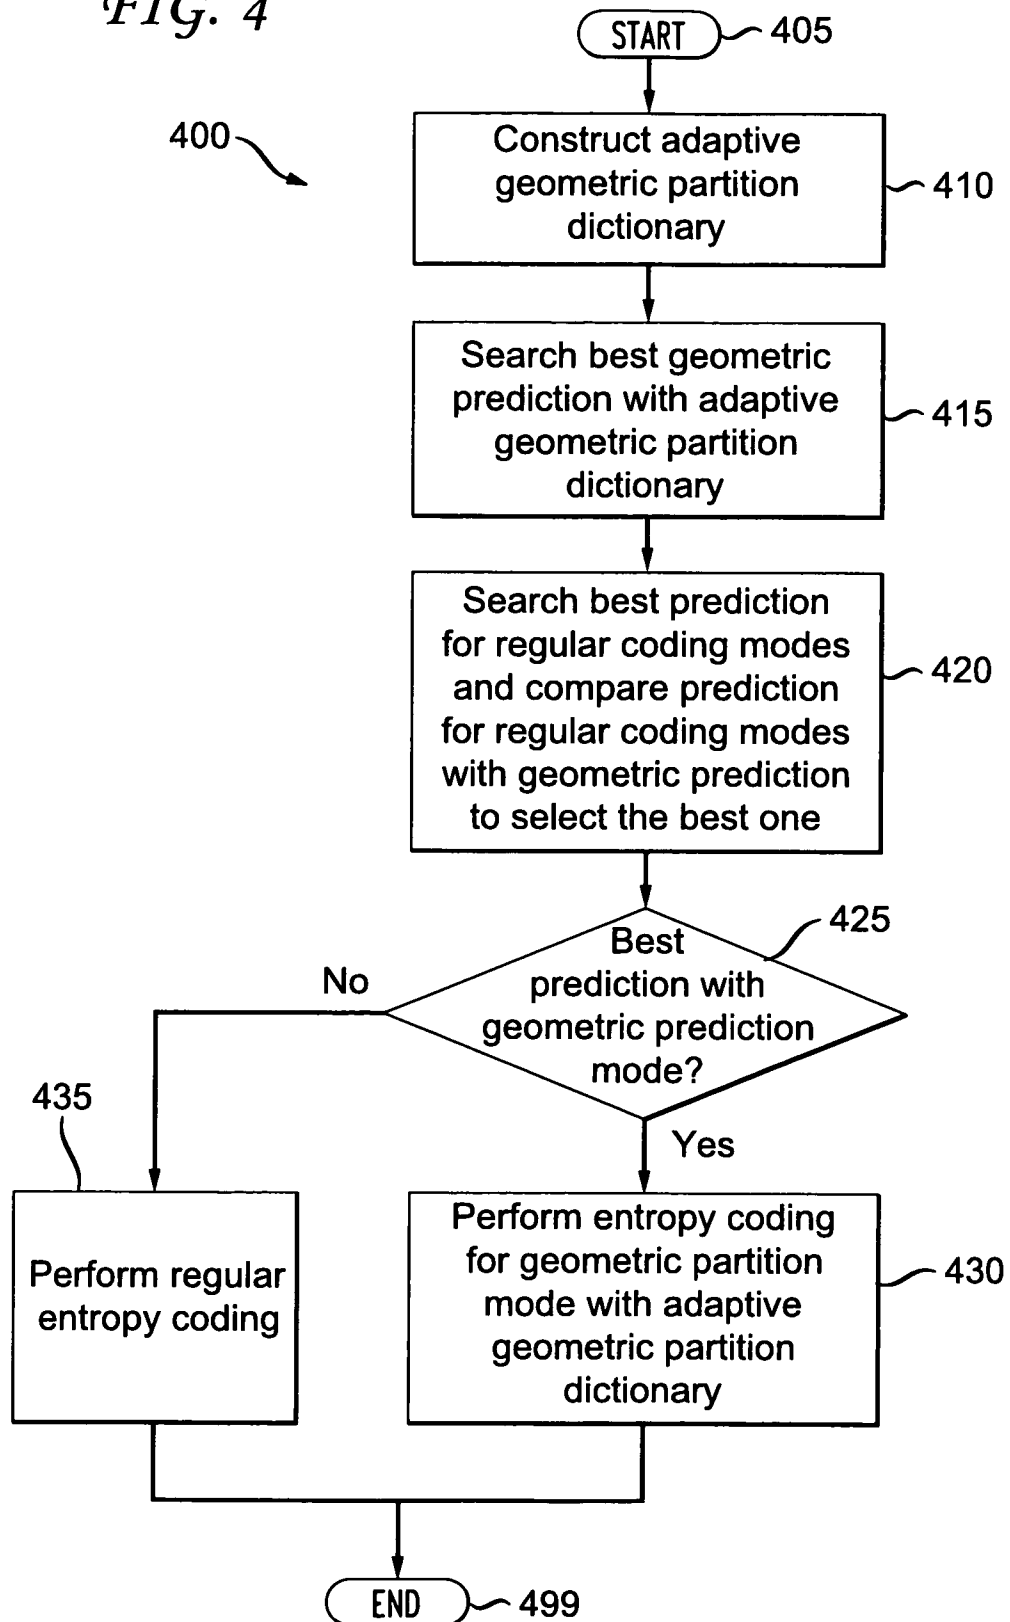 FIG. 4
START
405
400
Construct adaptive
geometric partition
dictionary
410
Search best geometric
prediction with adaptive
geometric partition
dictionary
415
Search best prediction
for regular coding modes
and compare prediction
for regular coding modes
with geometric prediction
to select the best one
420
425
Best
prediction with
geometric prediction
mode?
No
Yes
435
Perform regular
entropy coding
Perform entropy coding
for geometric partition
mode with adaptive
geometric partition
dictionary
430
END
499